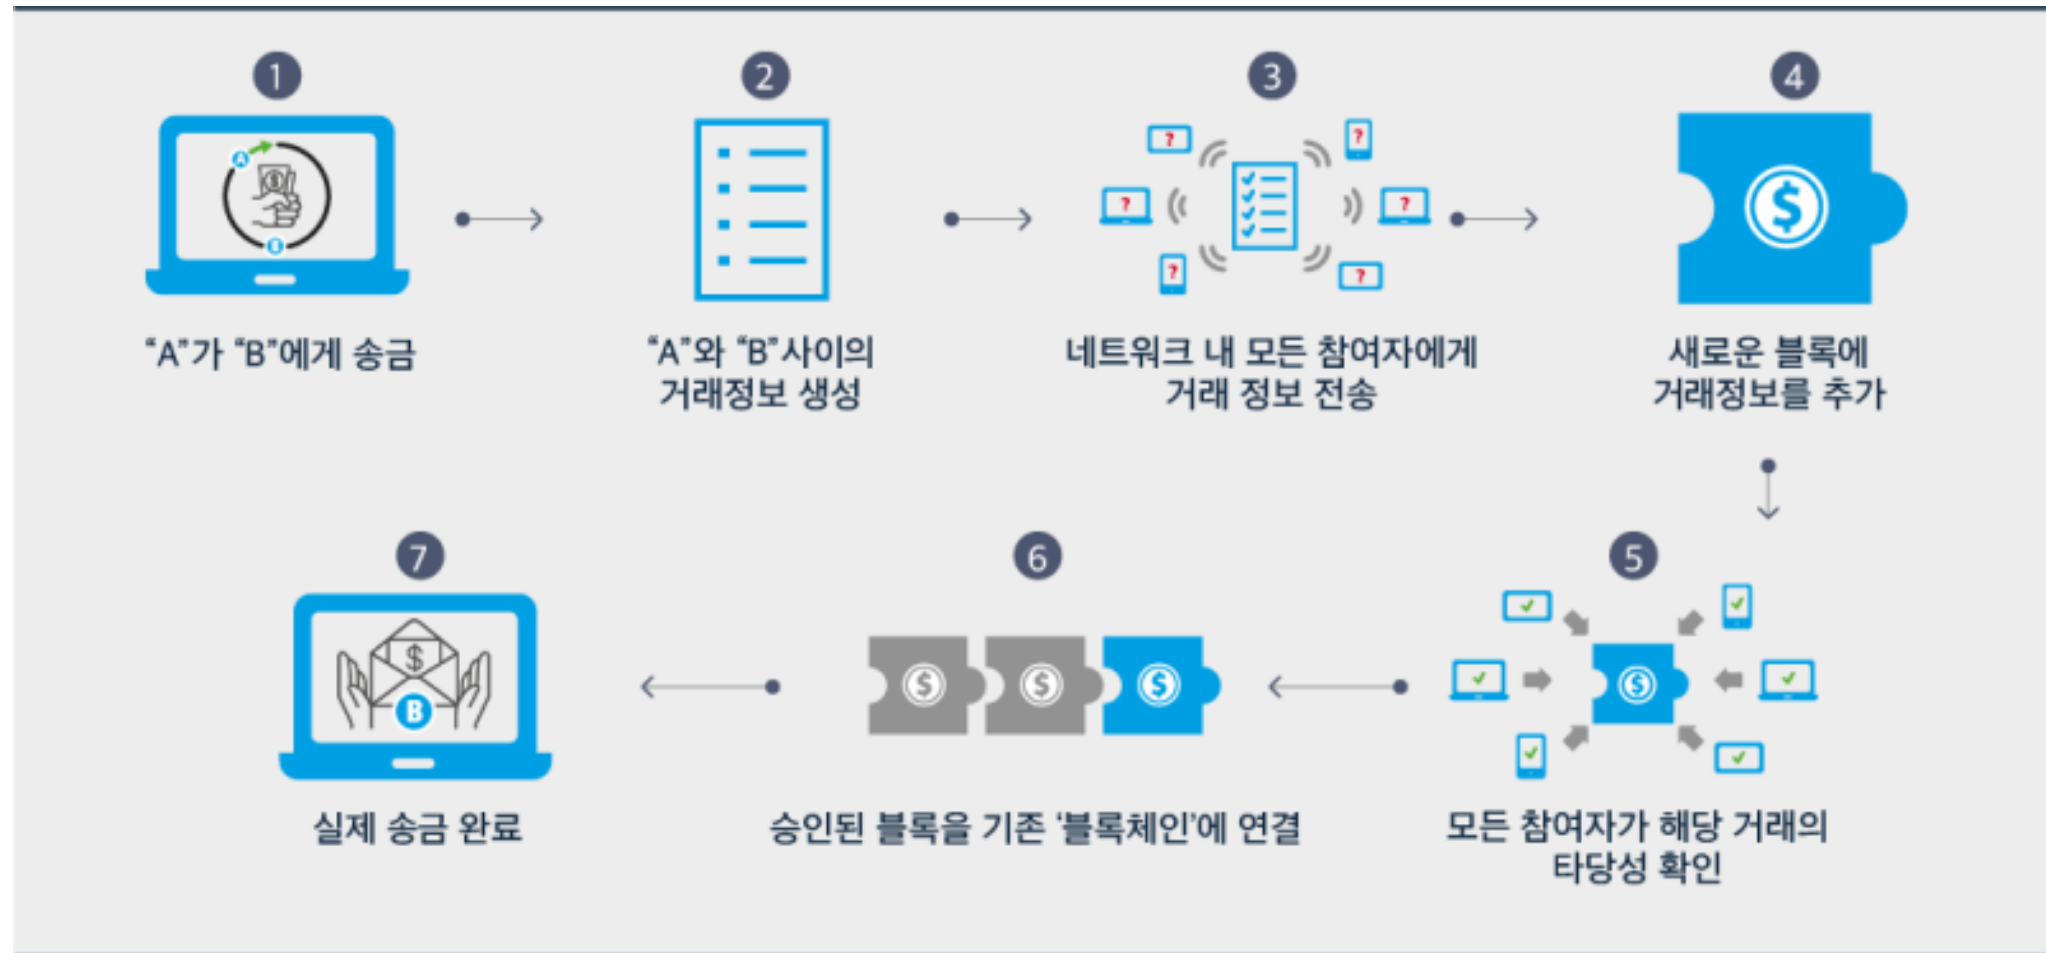 1
2
3
4
A
B
"A"가 "B"에게 송금
"A"와 "B"사이의
거래정보 생성
네트워크 내 모든 참여자에게
거래 정보 전송
새로운 블록에
거래정보를 추가
7
6
5
B
실제 송금 완료
승인된 블록을 기존 '블록체인'에 연결
모든 참여자가 해당 거래의
타당성 확인